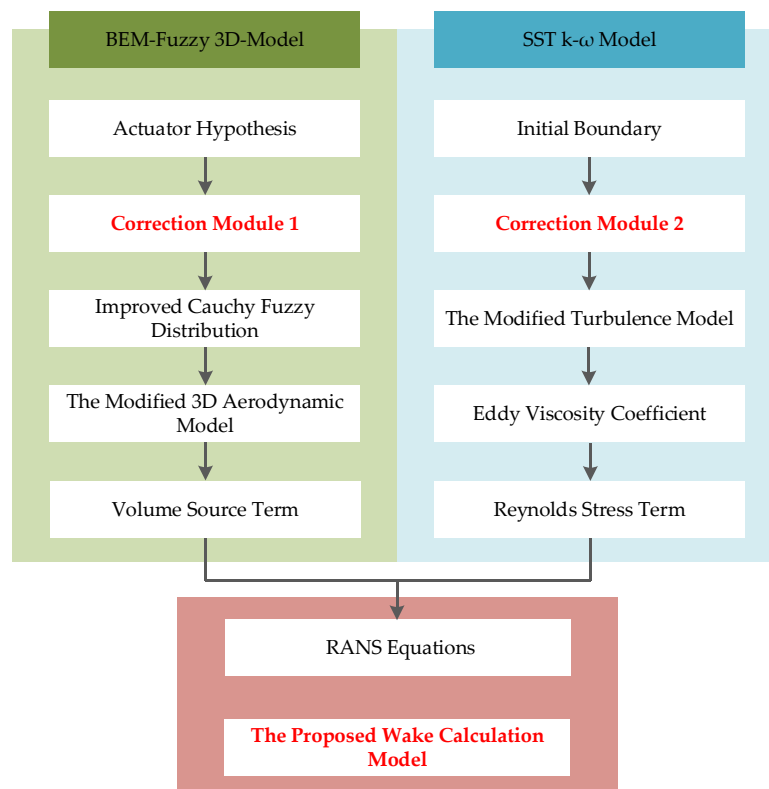 BEM-Fuzzy 3D-Model
Actuator Hypothesis
Correction Module 1
Improved Cauchy Fuzzy
Distribution
The Modified 3D Aerodynamic
Model
Volume Source Term
SST k-ω Model
Initial Boundary
Correction Module 2
The Modified Turbulence Model
Eddy Viscosity Coefficient
Reynolds Stress Term
RANS Equations
The Proposed Wake Calculation
Model